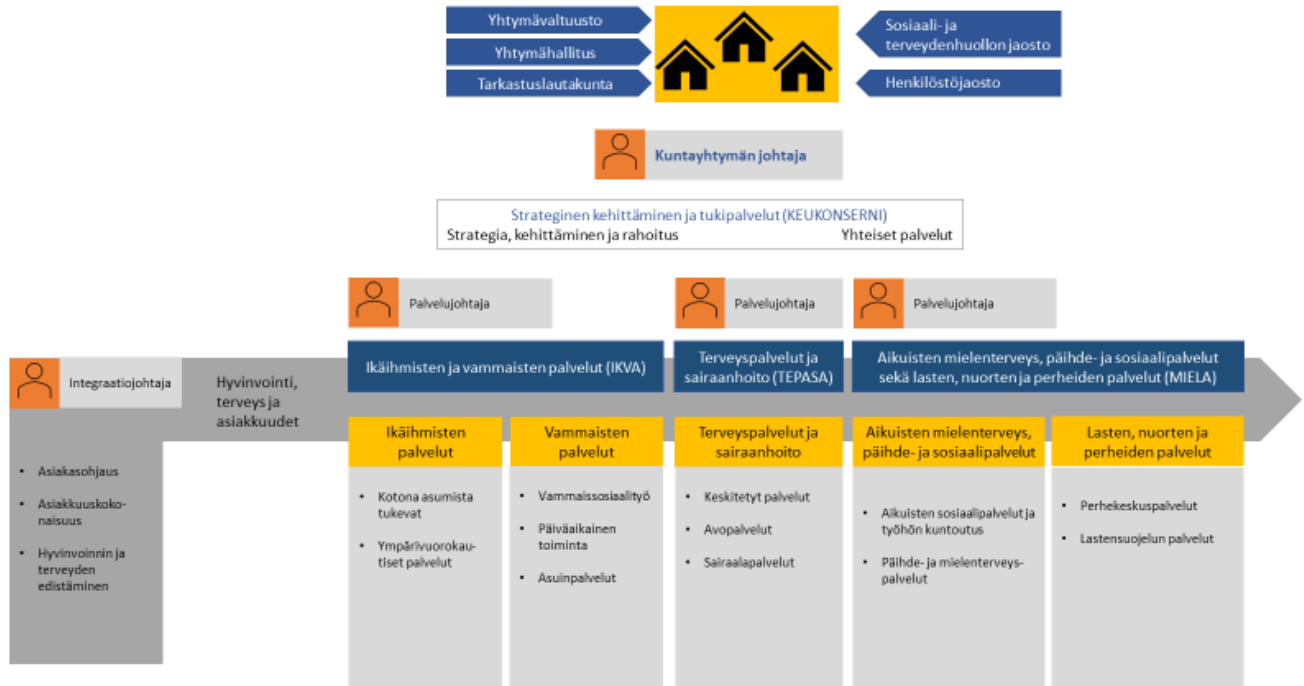 Yhtymävaltuusto
Yhtymähallitus
Tarkastuslautakunta
Sosiaali- ja
terveydenhuollon jaosto
Henkilöstöjaosto
Kuntayhtymän johtaja
Strateginen kehittäminen ja tukipalvelut (KEUKONSERNI)
Strategia, kehittäminen ja rahoitus Yhteiset palvelut
Palvelujohtaja
Palvelujohtaja
Palvelujohtaja
Integraatiojohtaja
Hyvinvointi,
terveys ja
asiakkuudet
Ikäihmisten ja vammaisten palvelut (IKVA)
Terveyspalvelut ja
sairaanhoito (TEPASA)
Aikuisten mielenterveys, päihde- ja sosiaalipalvelut
sekä lasten, nuorten ja perheiden palvelut (MIELA)
Ikäihmisten
palvelut
Vammaisten
palvelut
Terveyspalvelut ja
sairaanhoito
Aikuisten mielenterveys,
päihde- ja sosiaalipalvelut
Lasten, nuorten ja
perheiden palvelut
• Asiakasohjaus
• Asiakkuuskoko-
naisuus
• Hyvinvoinnin ja
terveyden
edistäminen
• Kotona asumista
tukevat
• Ympärivuorokau-
tiset palvelut
• Vammaissosiaalityö
• Päiväaikainen
toiminta
• Asuinpalvelut
• Keskitetyt palvelut
• Avopalvelut
• Sairaalapalvelut
• Aikuisten sosiaalipalvelut ja
työhön kuntoutus
• Päihde- ja mielenterveys-
palvelut
• Perhekeskuspalvelut
• Lastensuojelun palvelut